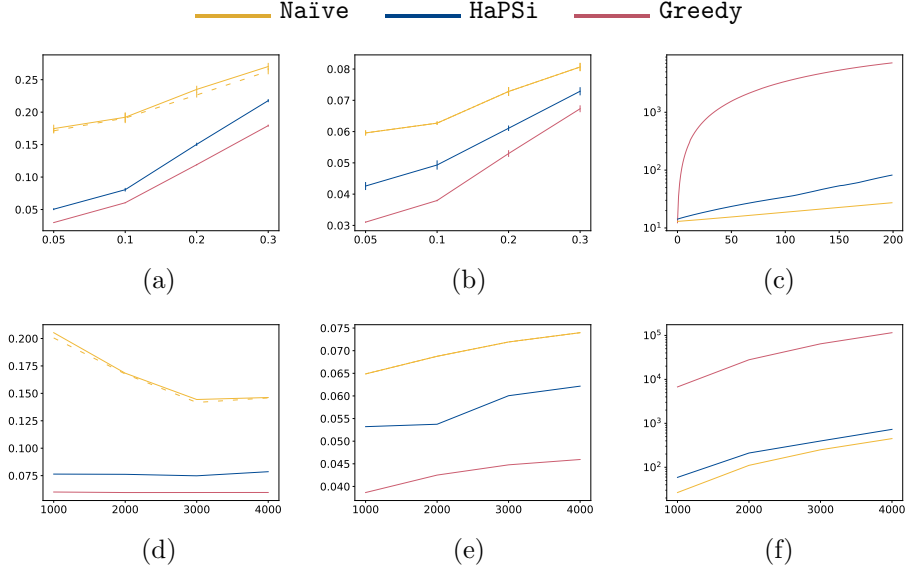 Naïve HaPSi Greedy
0.25
0.20
0.15
0.10
0.05
0.05 0.1 0.2 0.3
(a)
0.08
0.07
0.06
0.05
0.04
0.03
0.05 0.1 0.2 0.3
(b)
10³
10²
10¹
0 50 100 150 200
(c)
0.200
0.175
0.150
0.125
0.100
0.075
1000 2000 3000 4000
(d)
0.075
0.070
0.065
0.060
0.055
0.050
0.045
0.040
1000 2000 3000 4000
(e)
10⁵
10⁴
10³
10²
1000 2000 3000 4000
(f)